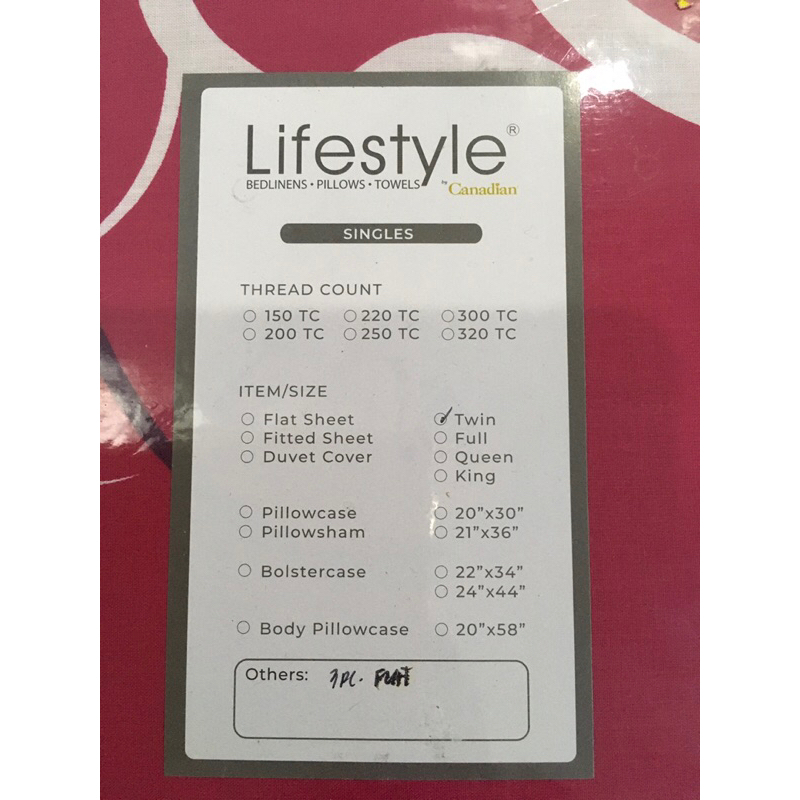 Lifestyle®
BEDLINENS • PILLOWS • TOWELS by Canadian
SINGLES
THREAD COUNT
150 TC 220 TC 300 TC
200 TC 250 TC 320 TC
ITEM/SIZE
Flat Sheet Twin
Fitted Sheet Full
Duvet Cover Queen
King
Pillowcase 20”x30”
Pillowsham 21”x36”
Bolstercase 22”x34”
24”x44”
Body Pillowcase 20”x58”
Others: PC. FLAT